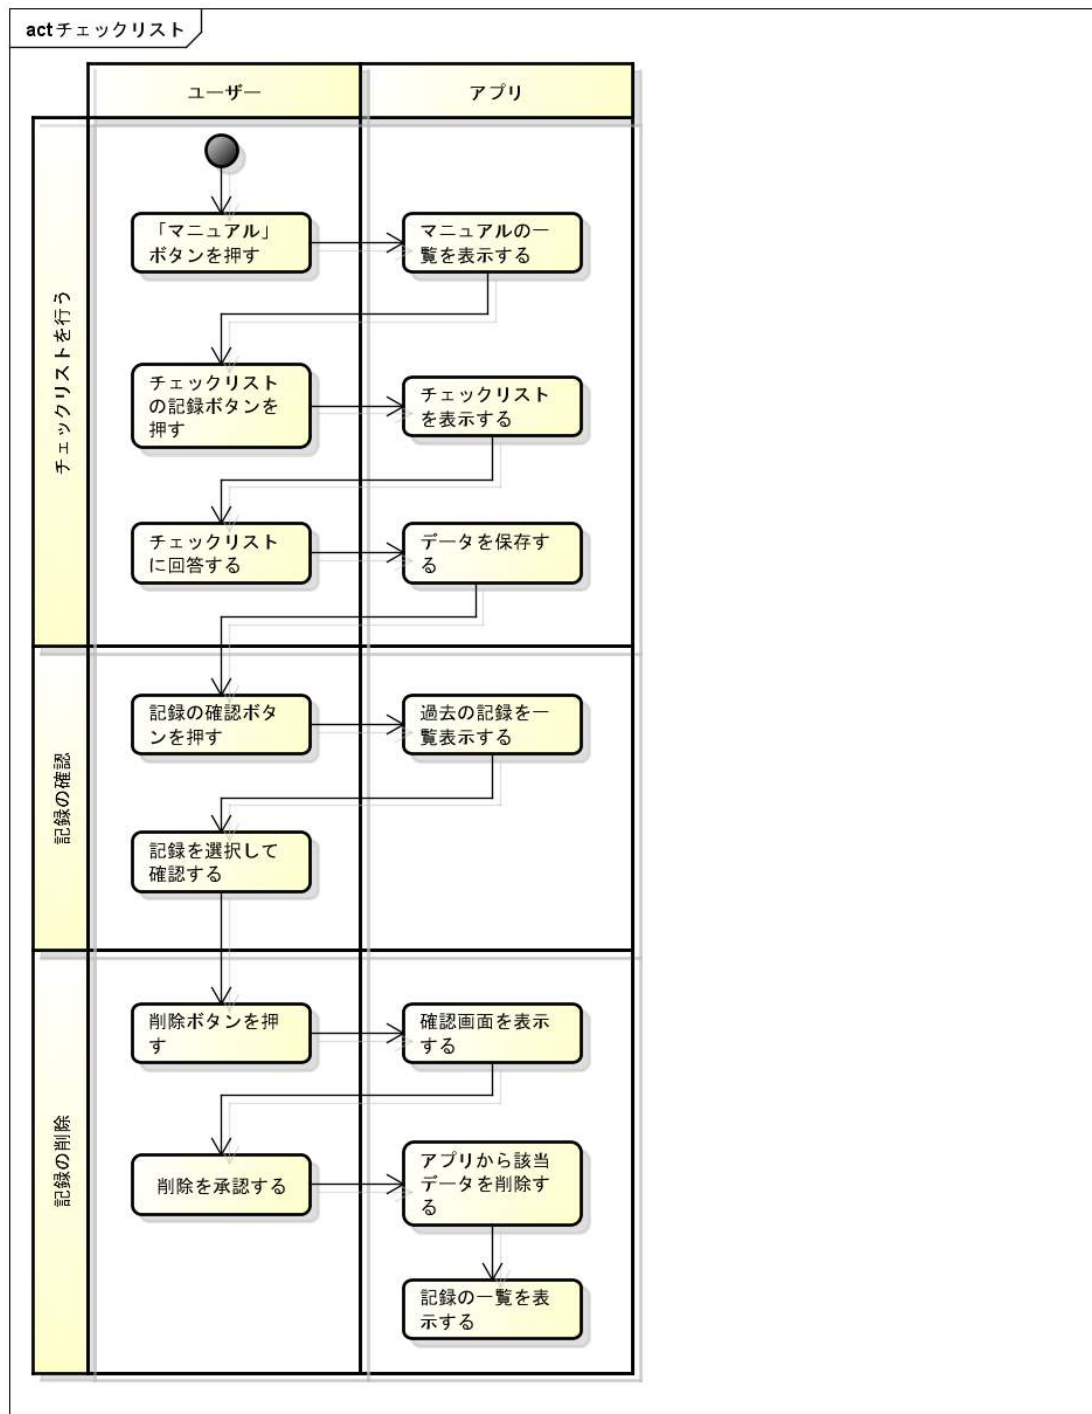 act チェックリスト
ユーザー
アプリ
チェックリストを行う
「マニュアル」
ボタンを押す
マニュアルの一
覧を表示する
チェックリスト
の記録ボタンを
押す
チェックリスト
を表示する
チェックリスト
に回答する
データを保存す
る
記録の確認
記録の確認ボタ
ンを押す
過去の記録を一
覧表示する
記録を選択して
確認する
記録の削除
削除ボタンを押
す
確認画面を表示
する
削除を承認する
アプリから該当
データを削除す
る
記録の一覧を表
示する